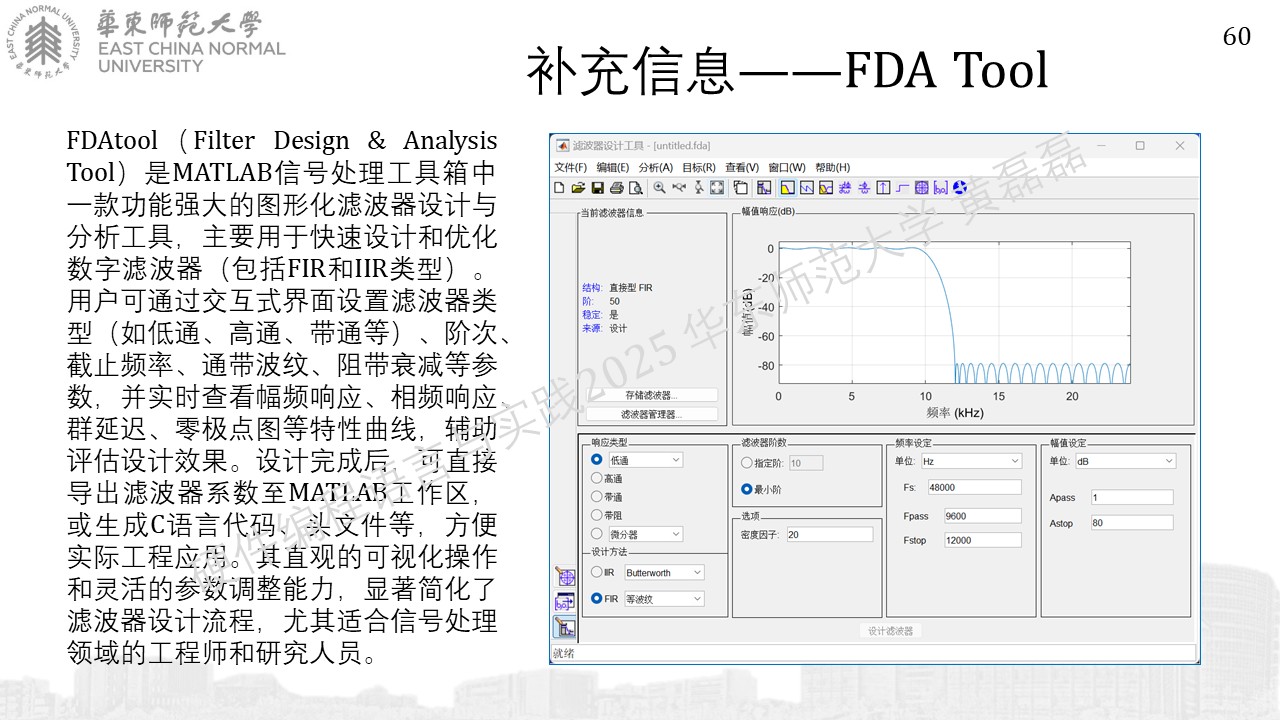 華東師範大學
EAST CHINA NORMAL
UNIVERSITY
60
补充信息——FDA Tool
FDAtool（Filter Design & Analysis
Tool）是MATLAB信号处理工具箱中
一款功能强大的图形化滤波器设计与
分析工具，主要用于快速设计和优化
数字滤波器（包括FIR和IIR类型）。
用户可通过交互式界面设置滤波器类
型（如低通、高通、带通等）、阶次、
截止频率、通带波纹、阻带衰减等参
数，并实时查看幅频响应、相频响应、
群延迟、零极点图等特性曲线，辅助
评估设计效果。设计完成后，可直接
导出滤波器系数至MATLAB工作区，
或生成C语言代码、头文件等，方便
实际工程应用。其直观的可视化操作
和灵活的参数调整能力，显著简化了
滤波器设计流程，尤其适合信号处理
领域的工程师和研究人员。
滤波器设计工具 - [untitled.fda]
文件(F) 编辑(E) 分析(A) 目标(R) 查看(V) 窗口(W) 帮助(H)
当前滤波器信息
结构: 直接型 FIR
阶: 50
稳定: 是
来源: 设计
存储滤波器...
滤波器管理器...
幅值响应(dB)
幅值(dB)
0
-20
-40
-60
-80
0 5 10 15 20
频率 (kHz)
响应类型
低通
高通
带通
带阻
微分器
设计方法
IIR Butterworth
FIR 等波纹
滤波器阶数
指定阶: 10
最小阶
选项
密度因子: 20
频率设定
单位: Hz
Fs: 48000
Fpass 9600
Fstop 12000
幅值设定
单位: dB
Apass 1
Astop 80
设计滤波器
就绪
硬件编程语言与实践2025 华东师范大学 黄磊磊